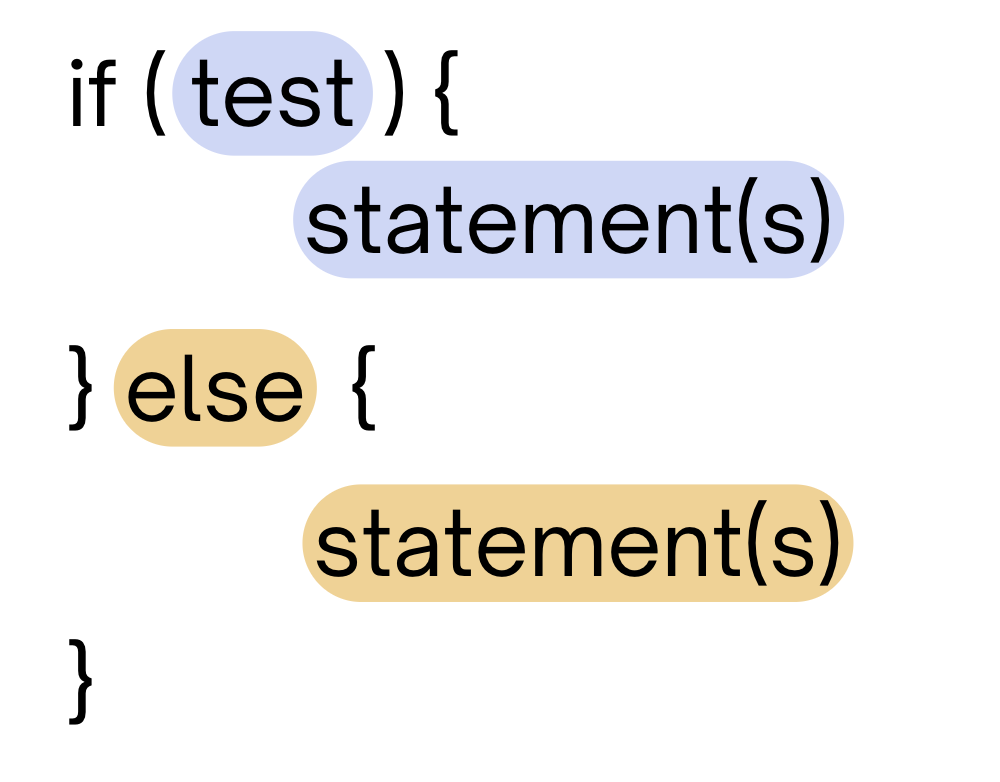 if ( test ) {
statement(s)
} else {
statement(s)
}